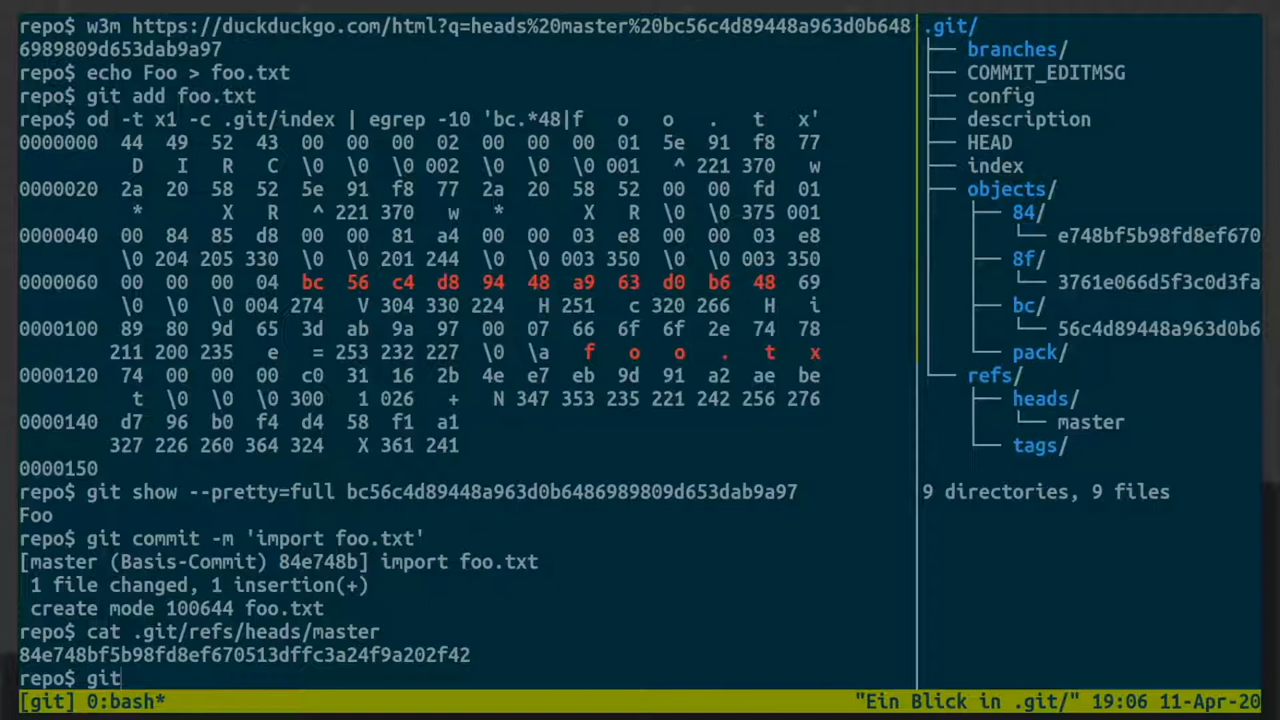 repo$ w3m https://duckduckgo.com/html?q=heads%20master%20bc56c4d89448a963d0b648
6989809d653dab9a97
repo$ echo Foo > foo.txt
repo$ git add foo.txt
repo$ od -t x1 -c .git/index | egrep -10 'bc.*48|f   o   o   .   t   x'
0000000  44  49  52  43  00  00  00  02  00  00  00  01  5e  91  f8  77
          D   I   R   C  \0  \0  \0 002  \0  \0  \0 001   ^ 221 370   w
0000020  2a  20  58  52  5e  91  f8  77  2a  20  58  52  00  00  fd  01
          *       X   R   ^ 221 370   w   *       X   R  \0  \0 375 001
0000040  00  84  85  d8  00  00  81  a4  00  00  03  e8  00  00  03  e8
         \0 204 205 330  \0  \0 201 244  \0  \0 003 350  \0  \0 003 350
0000060  00  00  00  04  bc  56  c4  d8  94  48  a9  63  d0  b6  48  69
         \0  \0  \0 004 274   V 304 330 224   H 251   c 320 266   H   i
0000100  89  80  9d  65  3d  ab  9a  97  00  07  66  6f  6f  2e  74  78
        211 200 235   e   = 253 232 227  \0  \a   f   o   o   .   t   x
0000120  74  00  00  00  c0  31  16  2b  4e  e7  eb  9d  91  a2  ae  be
          t  \0  \0  \0 300   1 026   +   N 347 353 235 221 242 256 276
0000140  d7  96  b0  f4  d4  58  f1  a1
        327 226 260 364 324   X 361 241
0000150
repo$ git show --pretty=full bc56c4d89448a963d0b6486989809d653dab9a97
Foo
repo$ git commit -m 'import foo.txt'
[master (Basis-Commit) 84e748b] import foo.txt
 1 file changed, 1 insertion(+)
 create mode 100644 foo.txt
repo$ cat .git/refs/heads/master
84e748bf5b98fd8ef670513dffc3a24f9a202f42
repo$ git
.git/
├── branches/
├── COMMIT_EDITMSG
├── config
├── description
├── HEAD
├── index
├── objects/
│   ├── 84/
│   │   └── e748bf5b98fd8ef670
│   ├── 8f/
│   │   └── 3761e066d5f3c0d3fa
│   ├── bc/
│   │   └── 56c4d89448a963d0b6
│   └── pack/
└── refs/
    ├── heads/
    │   └── master
    └── tags/
9 directories, 9 files
[git] 0:bash* "Ein Blick in .git/" 19:06 11-Apr-20